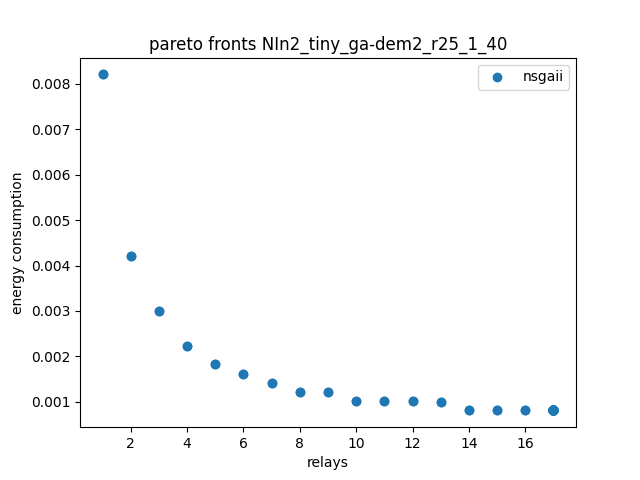 pareto fronts NIn2_tiny_ga-dem2_r25_1_40
nsgaii
energy consumption
0.008
0.007
0.006
0.005
0.004
0.003
0.002
0.001
2 4 6 8 10 12 14 16
relays